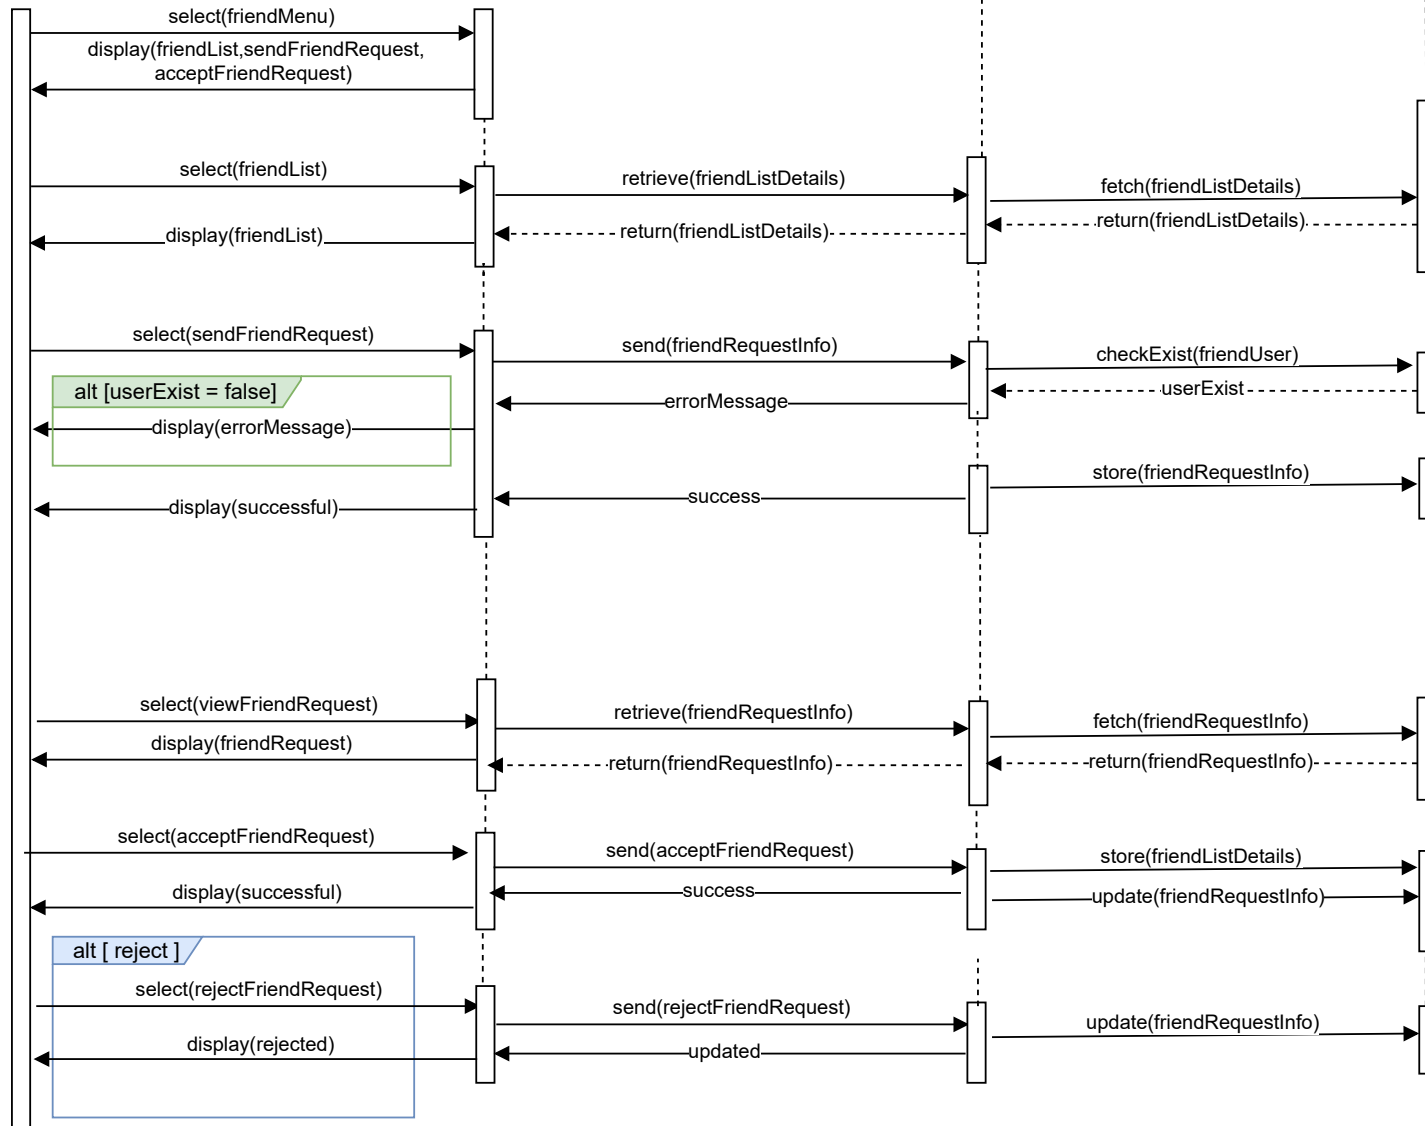 select(friendMenu)
display(friendList,sendFriendRequest,
acceptFriendRequest)
select(friendList)
retrieve(friendListDetails)
fetch(friendListDetails)
display(friendList)
return(friendListDetails)
return(friendListDetails)
select(sendFriendRequest)
send(friendRequestInfo)
checkExist(friendUser)
alt [userExist = false]
errorMessage
userExist
display(errorMessage)
store(friendRequestInfo)
display(successful)
success
select(viewFriendRequest)
retrieve(friendRequestInfo)
fetch(friendRequestInfo)
display(friendRequest)
return(friendRequestInfo)
return(friendRequestInfo)
select(acceptFriendRequest)
send(acceptFriendRequest)
store(friendListDetails)
display(successful)
success
update(friendRequestInfo)
alt [ reject ]
select(rejectFriendRequest)
send(rejectFriendRequest)
update(friendRequestInfo)
display(rejected)
updated